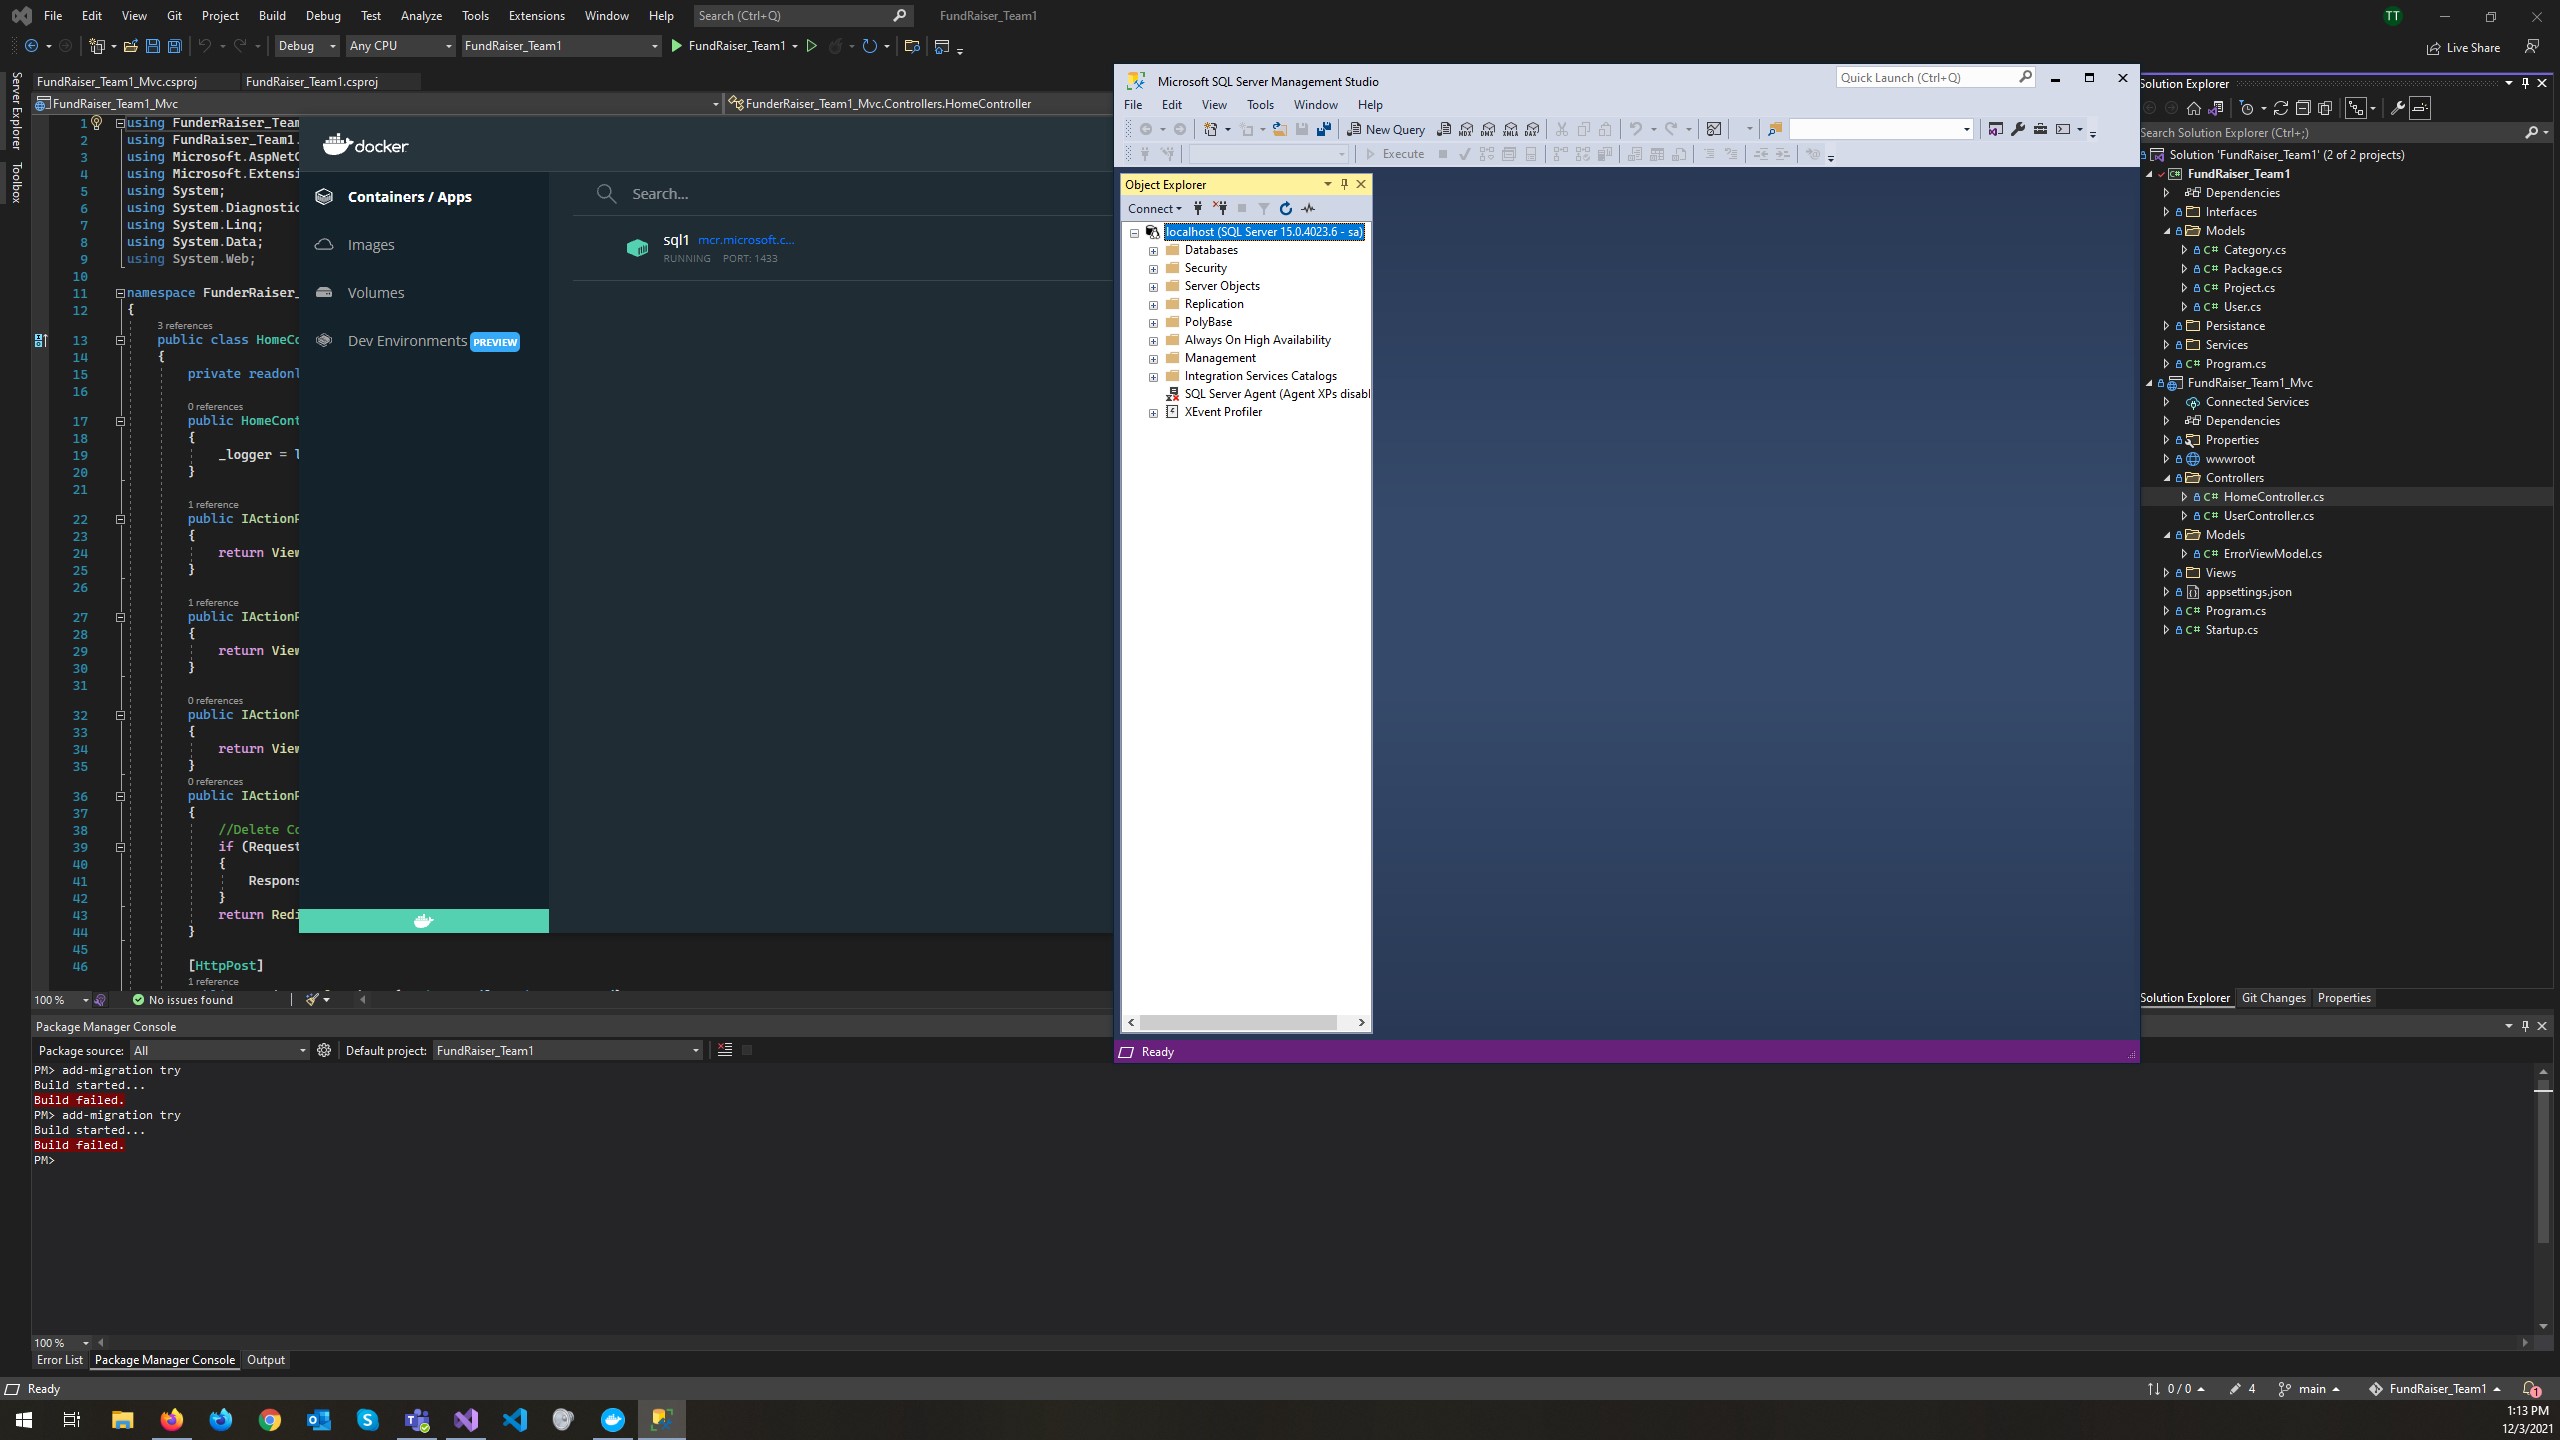 File Edit View Git Project Build Debug Test Analyze Tools Extensions Window Help Search (Ctrl+Q) FundRaiser_Team1 TT
Debug Any CPU FundRaiser_Team1 FundRaiser_Team1 Live Share
Server Explorer
Toolbox
FundRaiser_Team1_Mvc.csproj FundRaiser_Team1.csproj
FundRaiser_Team1_Mvc FunderRaiser_Team1_Mvc.Controllers.HomeController
1 using FunderRaiser_Team
2 using FundRaiser_Team1.
3 using Microsoft.AspNetC
4 using Microsoft.Extensi
5 using System;
6 using System.Diagnostic
7 using System.Linq;
8 using System.Data;
9 using System.Web;
10
11 namespace FunderRaiser_
12 {
3 references
13 public class HomeCo
14 {
15 private readonl
16
0 references
17 public HomeCont
18 {
19 _logger = l
20 }
21
1 reference
22 public IActionR
23 {
24 return View
25 }
26
1 reference
27 public IActionR
28 {
29 return View
30 }
31
0 references
32 public IActionR
33 {
34 return View
35 }
0 references
36 public IActionR
37 {
38 //Delete Co
39 if (Request
40 {
41 Respons
42 }
43 return Redi
44 }
45
46 [HttpPost]
1 reference
100 % No issues found
docker
Containers / Apps
Images
Volumes
Dev Environments PREVIEW
Search...
sql1 mcr.microsoft.c...
RUNNING PORT: 1433
Microsoft SQL Server Management Studio Quick Launch (Ctrl+Q)
File Edit View Tools Window Help
New Query MDX DMX XMLA DAX
Execute
Object Explorer
Connect
localhost (SQL Server 15.0.4023.6 - sa)
Databases
Security
Server Objects
Replication
PolyBase
Always On High Availability
Management
Integration Services Catalogs
SQL Server Agent (Agent XPs disabl
XEvent Profiler
Ready
Solution Explorer
Search Solution Explorer (Ctrl+;)
Solution 'FundRaiser_Team1' (2 of 2 projects)
FundRaiser_Team1
Dependencies
Interfaces
Models
C# Category.cs
C# Package.cs
C# Project.cs
C# User.cs
Persistance
Services
C# Program.cs
FundRaiser_Team1_Mvc
Connected Services
Dependencies
Properties
wwwroot
Controllers
C# HomeController.cs
C# UserController.cs
Models
C# ErrorViewModel.cs
Views
appsettings.json
C# Program.cs
C# Startup.cs
Solution Explorer Git Changes Properties
Package Manager Console
Package source: All Default project: FundRaiser_Team1
PM> add-migration try
Build started...
Build failed.
PM> add-migration try
Build started...
Build failed.
PM>
100 %
Error List Package Manager Console Output
Ready 0 / 0 4 main FundRaiser_Team1 1
1:13 PM
12/3/2021